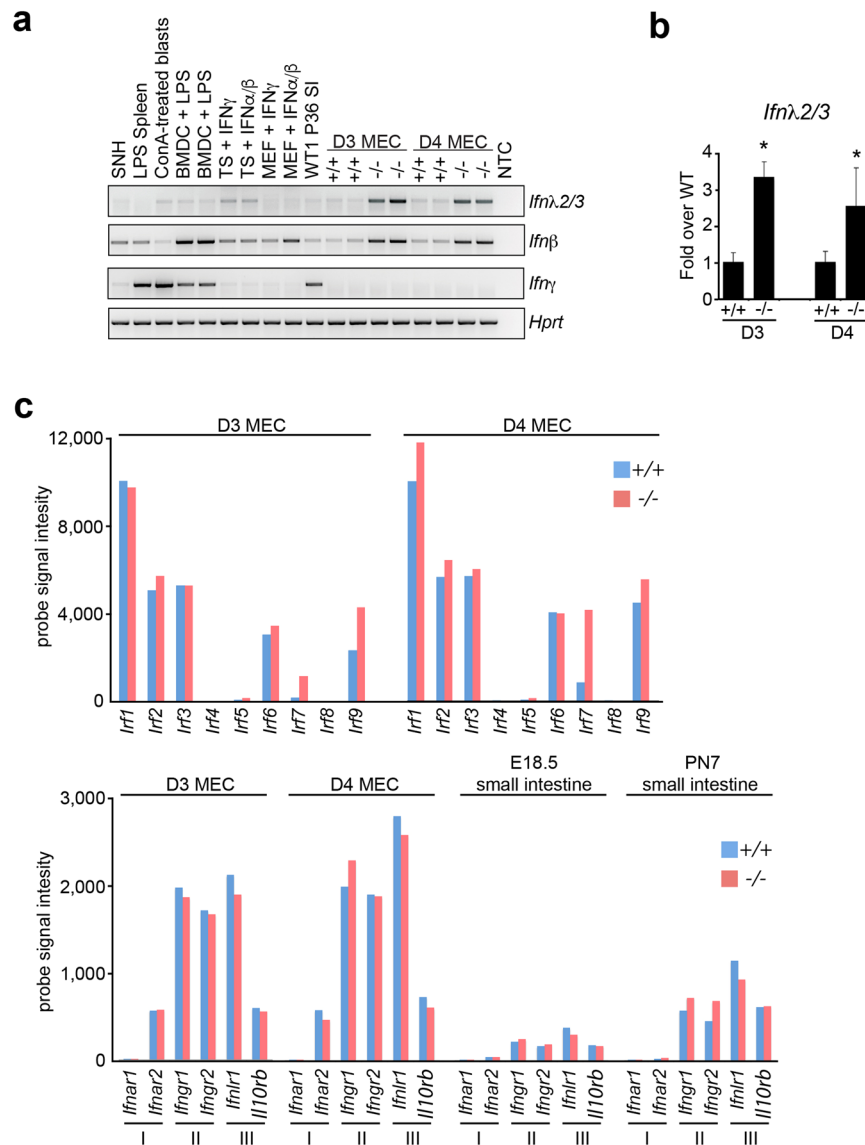 a
SNH
LPS Spleen
ConA-treated blasts
BMDC + LPS
BMDC + LPS
TS + IFNγ
TS + IFNα/β
MEF + IFNγ
MEF + IFNα/β
WT1 P36 SI
D3 MEC
D4 MEC
+/+ +/+ -/- -/- +/+ +/+ -/- -/-
NTC
Ifnλ2/3
Ifnβ
Ifnγ
Hprt
b
Ifnλ2/3
Fold over WT
4
3
2
1
0
* *
+/+ -/- +/+ -/-
D3 D4
c
D3 MEC D4 MEC
probe signal intesity
12,000
8,000
4,000
0
+/+
-/-
Irf1 Irf2 Irf3 Irf4 Irf5 Irf6 Irf7 Irf8 Irf9 Irf1 Irf2 Irf3 Irf4 Irf5 Irf6 Irf7 Irf8 Irf9
D3 MEC D4 MEC E18.5 small intestine PN7 small intestine
probe signal intesity
3,000
2,000
1,000
0
+/+
-/-
Ifnar1 Ifnar2 Ifngr1 Ifngr2 Ifnlr1 Il10rb Ifnar1 Ifnar2 Ifngr1 Ifngr2 Ifnlr1 Il10rb Ifnar1 Ifnar2 Ifngr1 Ifngr2 Ifnlr1 Il10rb Ifnar1 Ifnar2 Ifngr1 Ifngr2 Ifnlr1 Il10rb
I II III I II III I II III I II III